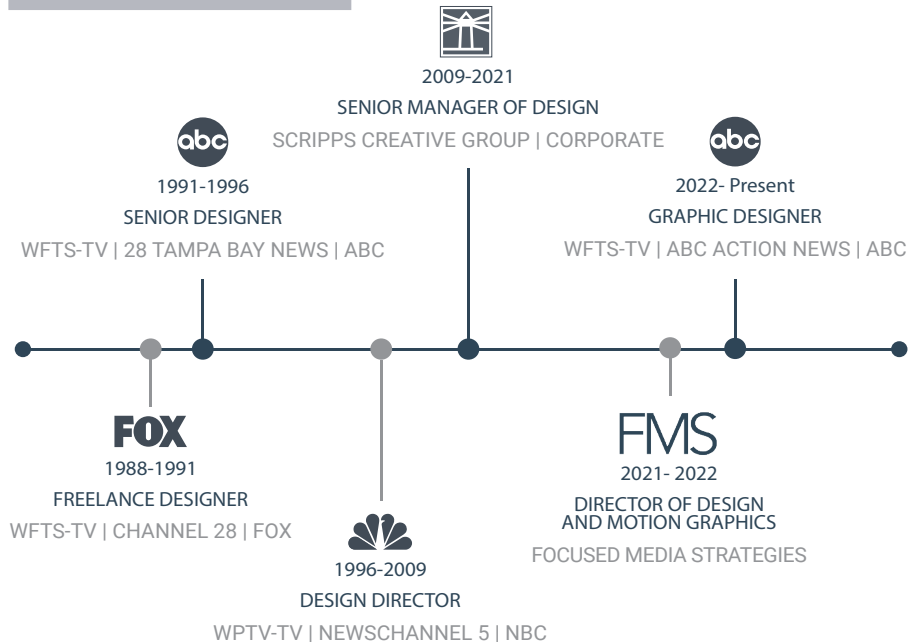 2009-2021
SENIOR MANAGER OF DESIGN
SCRIPPS CREATIVE GROUP | CORPORATE
abc
1991-1996
SENIOR DESIGNER
WFTS-TV | 28 TAMPA BAY NEWS | ABC
abc
2022- Present
GRAPHIC DESIGNER
WFTS-TV | ABC ACTION NEWS | ABC
FOX
1988-1991
FREELANCE DESIGNER
WFTS-TV | CHANNEL 28 | FOX
1996-2009
DESIGN DIRECTOR
WPTV-TV | NEWSCHANNEL 5 | NBC
FMS
2021- 2022
DIRECTOR OF DESIGN
AND MOTION GRAPHICS
FOCUSED MEDIA STRATEGIES